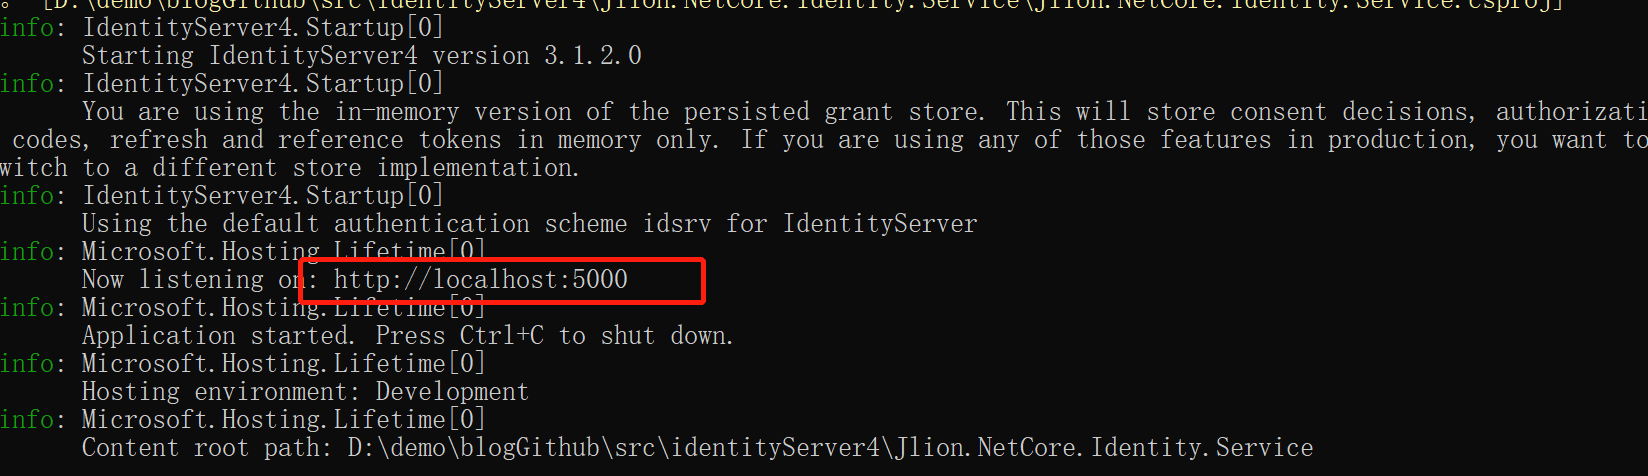 。 [D:\demo\blogGithub\src\identityServer4\Jlion.NetCore.Identity.Service\Jlion.NetCore.Identity.Service.csproj]
info: IdentityServer4.Startup[0]
Starting IdentityServer4 version 3.1.2.0
info: IdentityServer4.Startup[0]
You are using the in-memory version of the persisted grant store. This will store consent decisions, authorizati
codes, refresh and reference tokens in memory only. If you are using any of those features in production, you want to
witch to a different store implementation.
info: IdentityServer4.Startup[0]
Using the default authentication scheme idsrv for IdentityServer
info: Microsoft.Hosting.Lifetime[0]
Now listening on: http://localhost:5000
info: Microsoft.Hosting.Lifetime[0]
Application started. Press Ctrl+C to shut down.
info: Microsoft.Hosting.Lifetime[0]
Hosting environment: Development
info: Microsoft.Hosting.Lifetime[0]
Content root path: D:\demo\blogGithub\src\identityServer4\Jlion.NetCore.Identity.Service